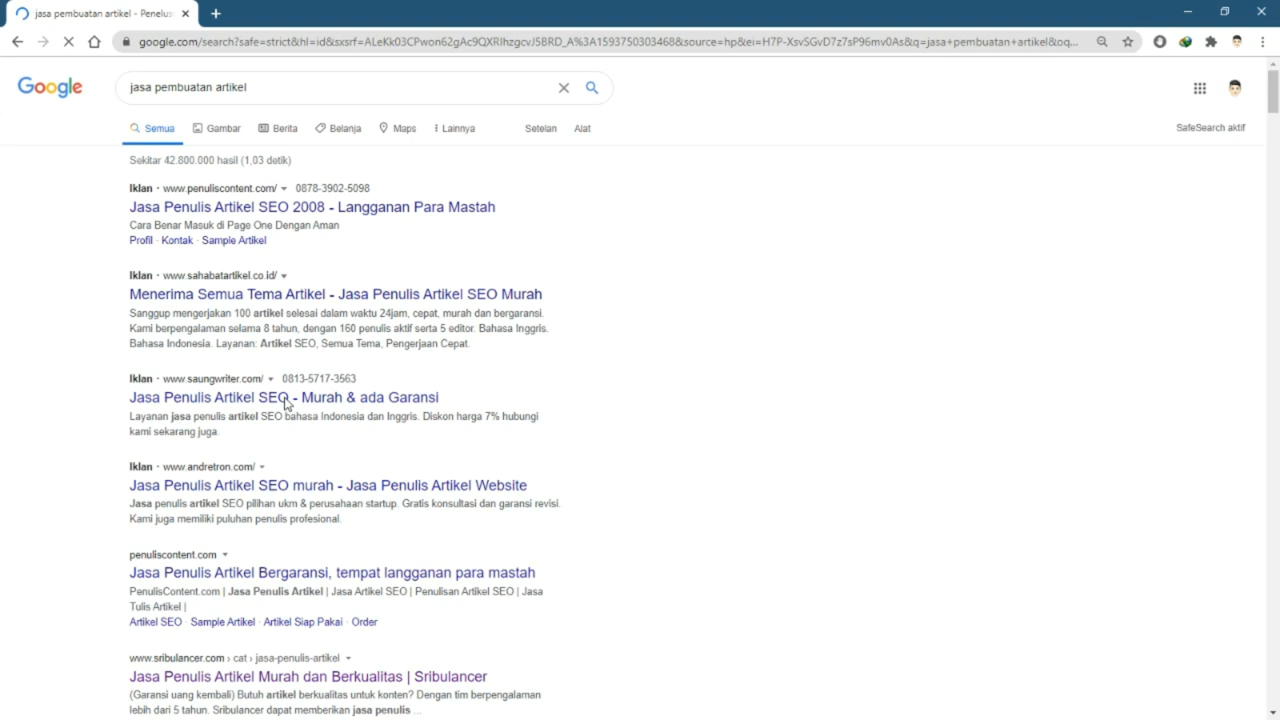 jasa pembuatan artikel - Penelus
google.com/search?safe=strict&hl=id&sxsrf=ALeKk03CPwon62gAc9QXRIhzgcvJ5BRD_A%3A1593750303468&source=hp&ei=H7P-XsvSGvD7z7sP96mv0As&q=jasa+pembuatan+artikel&oq...
Google
jasa pembuatan artikel
Semua Gambar Berita Belanja Maps Lainnya Setelan Alat SafeSearch aktif
Sekitar 42.800.000 hasil (1,03 detik)
Iklan · www.penuliscontent.com/ 0878-3902-5098
Jasa Penulis Artikel SEO 2008 - Langganan Para Mastah
Cara Benar Masuk di Page One Dengan Aman
Profil · Kontak · Sample Artikel
Iklan · www.sahabatartikel.co.id/
Menerima Semua Tema Artikel - Jasa Penulis Artikel SEO Murah
Sanggup mengerjakan 100 artikel selesai dalam waktu 24jam, cepat, murah dan bergaransi.
Kami berpengalaman selama 8 tahun, dengan 160 penulis aktif serta 5 editor. Bahasa Inggris.
Bahasa Indonesia. Layanan: Artikel SEO, Semua Tema, Pengerjaan Cepat.
Iklan · www.saungwriter.com/ 0813-5717-3563
Jasa Penulis Artikel SEO - Murah & ada Garansi
Layanan jasa penulis artikel SEO bahasa Indonesia dan Inggris. Diskon harga 7% hubungi
kami sekarang juga.
Iklan · www.andretron.com/
Jasa Penulis Artikel SEO murah - Jasa Penulis Artikel Website
Jasa penulis artikel SEO pilihan ukm & perusahaan startup. Gratis konsultasi dan garansi revisi.
Kami juga memiliki puluhan penulis profesional.
penuliscontent.com
Jasa Penulis Artikel Bergaransi, tempat langganan para mastah
PenulisContent.com | Jasa Penulis Artikel | Jasa Artikel SEO | Penulisan Artikel SEO | Jasa
Tulis Artikel |
Artikel SEO · Sample Artikel · Artikel Siap Pakai · Order
www.sribulancer.com › cat › jasa-penulis-artikel
Jasa Penulis Artikel Murah dan Berkualitas | Sribulancer
(Garansi uang kembali) Butuh artikel berkualitas untuk konten? Dengan tim berpengalaman
lebih dari 5 tahun. Sribulancer dapat memberikan jasa penulis ...